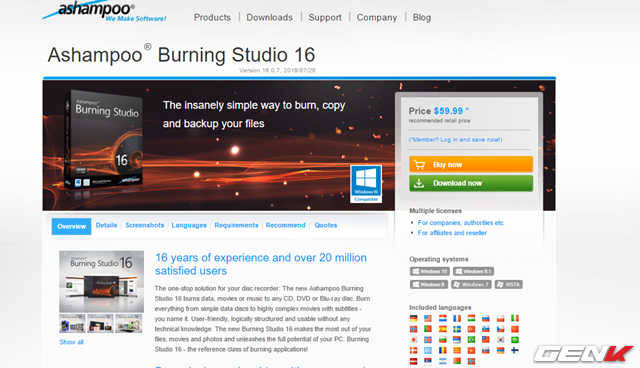 ashampoo®
We Make Software!
Products | Downloads | Support | Company | Blog
Ashampoo® Burning Studio 16
Version 16.0.7, 2016/07/26
Ashampoo®
Burning Studio
16
The insanely simple way to burn, copy
and backup your files
Windows 10
Compatible
Price $59.99 *
recommended retail price
(*Member? Log in and save now!)
Buy now
Download now
Multiple licenses
For companies, authorities etc.
For affiliates and reseller
Operating systems
Windows 10
Windows 8.1
Windows 8
Windows 7
VISTA
Included languages
Overview
Details | Screenshots | Languages | Requirements | Recommend | Quotes
Burning Studio 16
Show all
16 years of experience and over 20 million
satisfied users
The one-stop solution for your disc recorder: The new Ashampoo Burning
Studio 16 burns data, movies or music to any CD, DVD or Blu-ray disc. Burn
everything from simple data discs to highly complex movies with subtitles -
you name it. User-friendly, logically structured and usable without any
technical knowledge. The new Burning Studio 16 makes the most out of your
files, movies and photos and unleashes the full potential of your PC. Burning
Studio 16 - the reference class of burning applications!
GENK